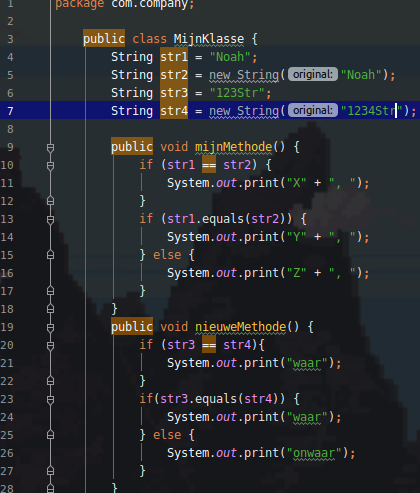 1 package com.company;
2
3 public class MijnKlasse {
4 String str1 = "Noah";
5 String str2 = new String( original: "Noah");
6 String str3 = "123Str";
7 String str4 = new String( original: "1234Str");
8
9 public void mijnMethode() {
10 if (str1 == str2) {
11 System.out.print("X" + ", ");
12 }
13 if (str1.equals(str2)) {
14 System.out.print("Y" + ", ");
15 } else {
16 System.out.print("Z" + ", ");
17 }
18 }
19 public void nieuweMethode() {
20 if (str3 == str4){
21 System.out.print("waar");
22 }
23 if(str3.equals(str4)) {
24 System.out.print("waar");
25 } else {
26 System.out.print("onwaar");
27 }
28 }